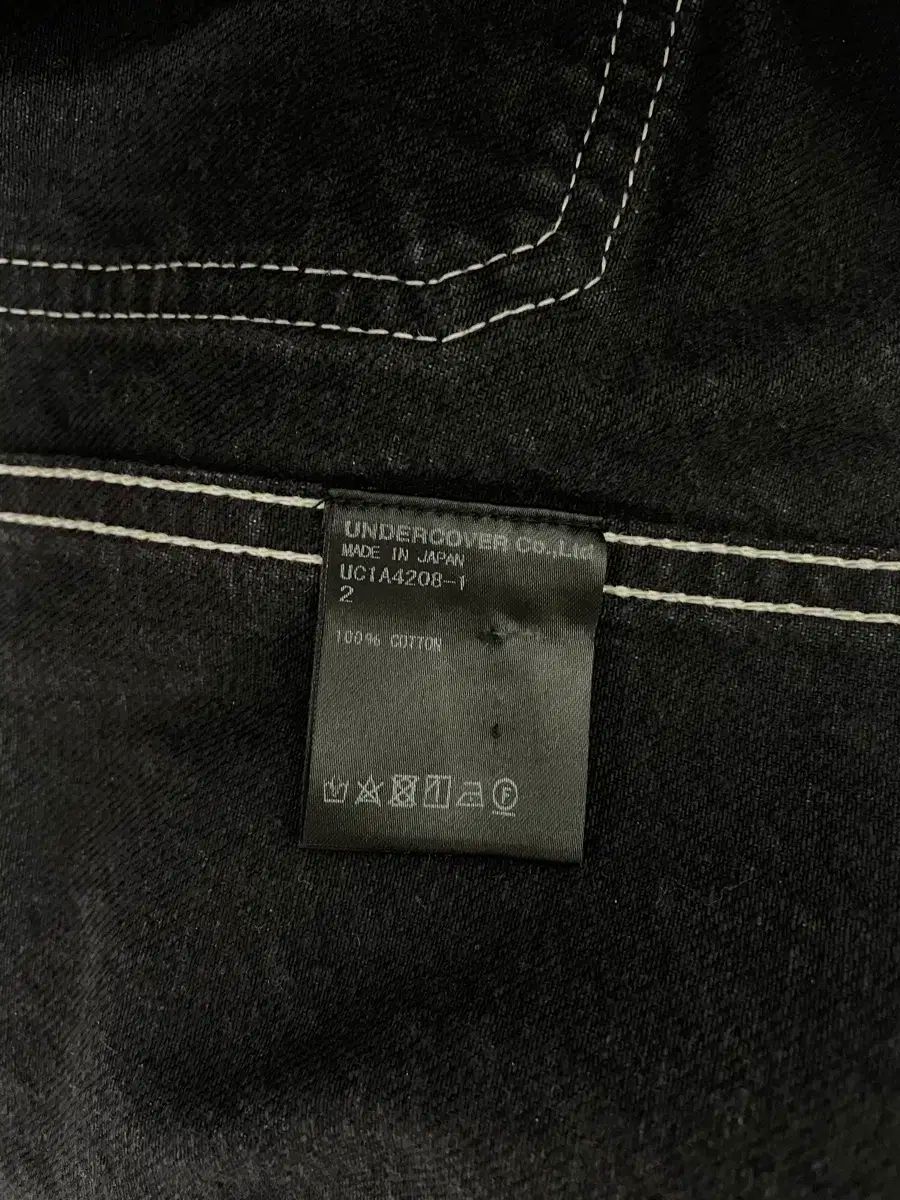 UNDERCOVER Co.,Ltd
MADE IN JAPAN
UC1A4208-1
2
100% COTTON
F